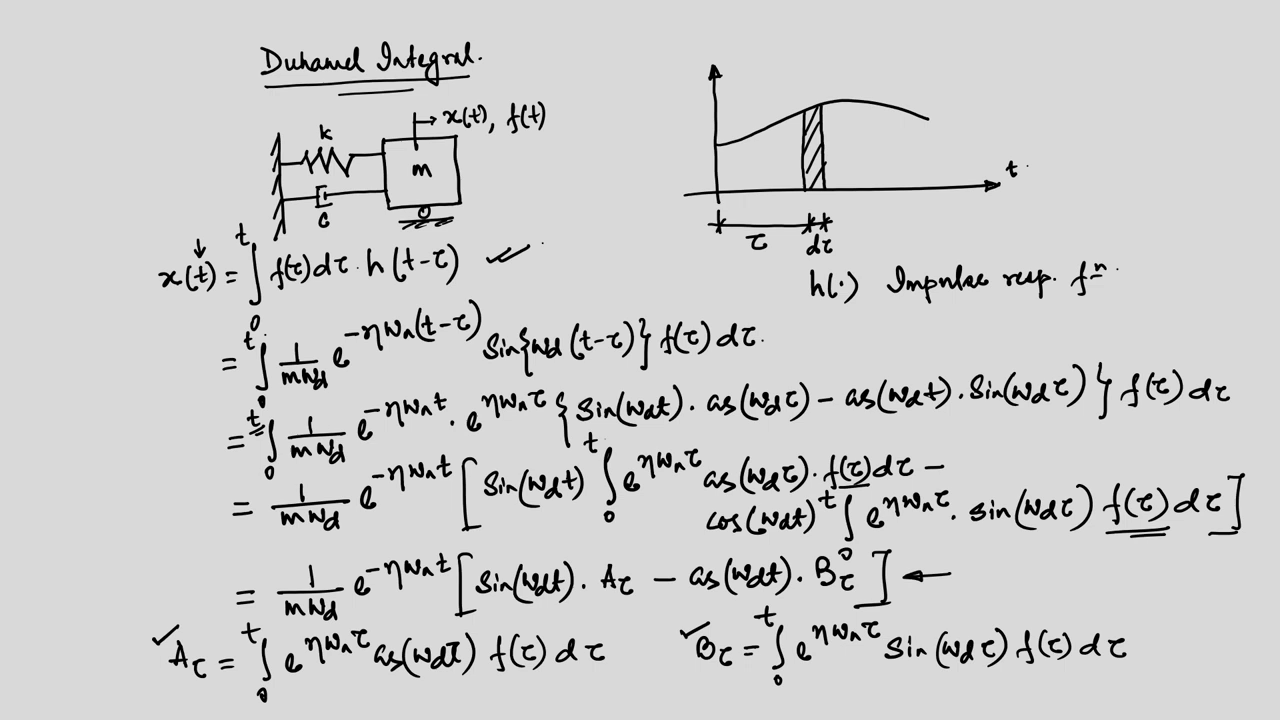 Duhamel Integral.
k
c
m
x(t), f(t)
t
τ
dτ
h(·) Impulse resp. fⁿ
x(t) = ∫₀ᵗ f(τ)dτ · h(t-τ)
= ∫₀ᵗ 1/(mω_d) e^{-ηω_n(t-τ)} Sin{ω_d(t-τ)} f(τ)dτ.
= ∫₀ᵗ 1/(mω_d) e^{-ηω_n t} · e^{ηω_n τ} {Sin(ω_d t) · cos(ω_d τ) - cos(ω_d t) · Sin(ω_d τ)} f(τ)dτ
= 1/(mω_d) e^{-ηω_n t} [Sin(ω_d t) ∫₀ᵗ e^{ηω_n τ} cos(ω_d τ) · f(τ)dτ -
cos(ω_d t) ∫₀ᵗ e^{ηω_n τ} · sin(ω_d τ) f(τ)dτ]
= 1/(mω_d) e^{-ηω_n t} [Sin(ω_d t) · A_τ - cos(ω_d t) · B_τ]
A_τ = ∫₀ᵗ e^{ηω_n τ} cos(ω_d τ) f(τ)dτ
B_τ = ∫₀ᵗ e^{ηω_n τ} Sin(ω_d τ) f(τ)dτ